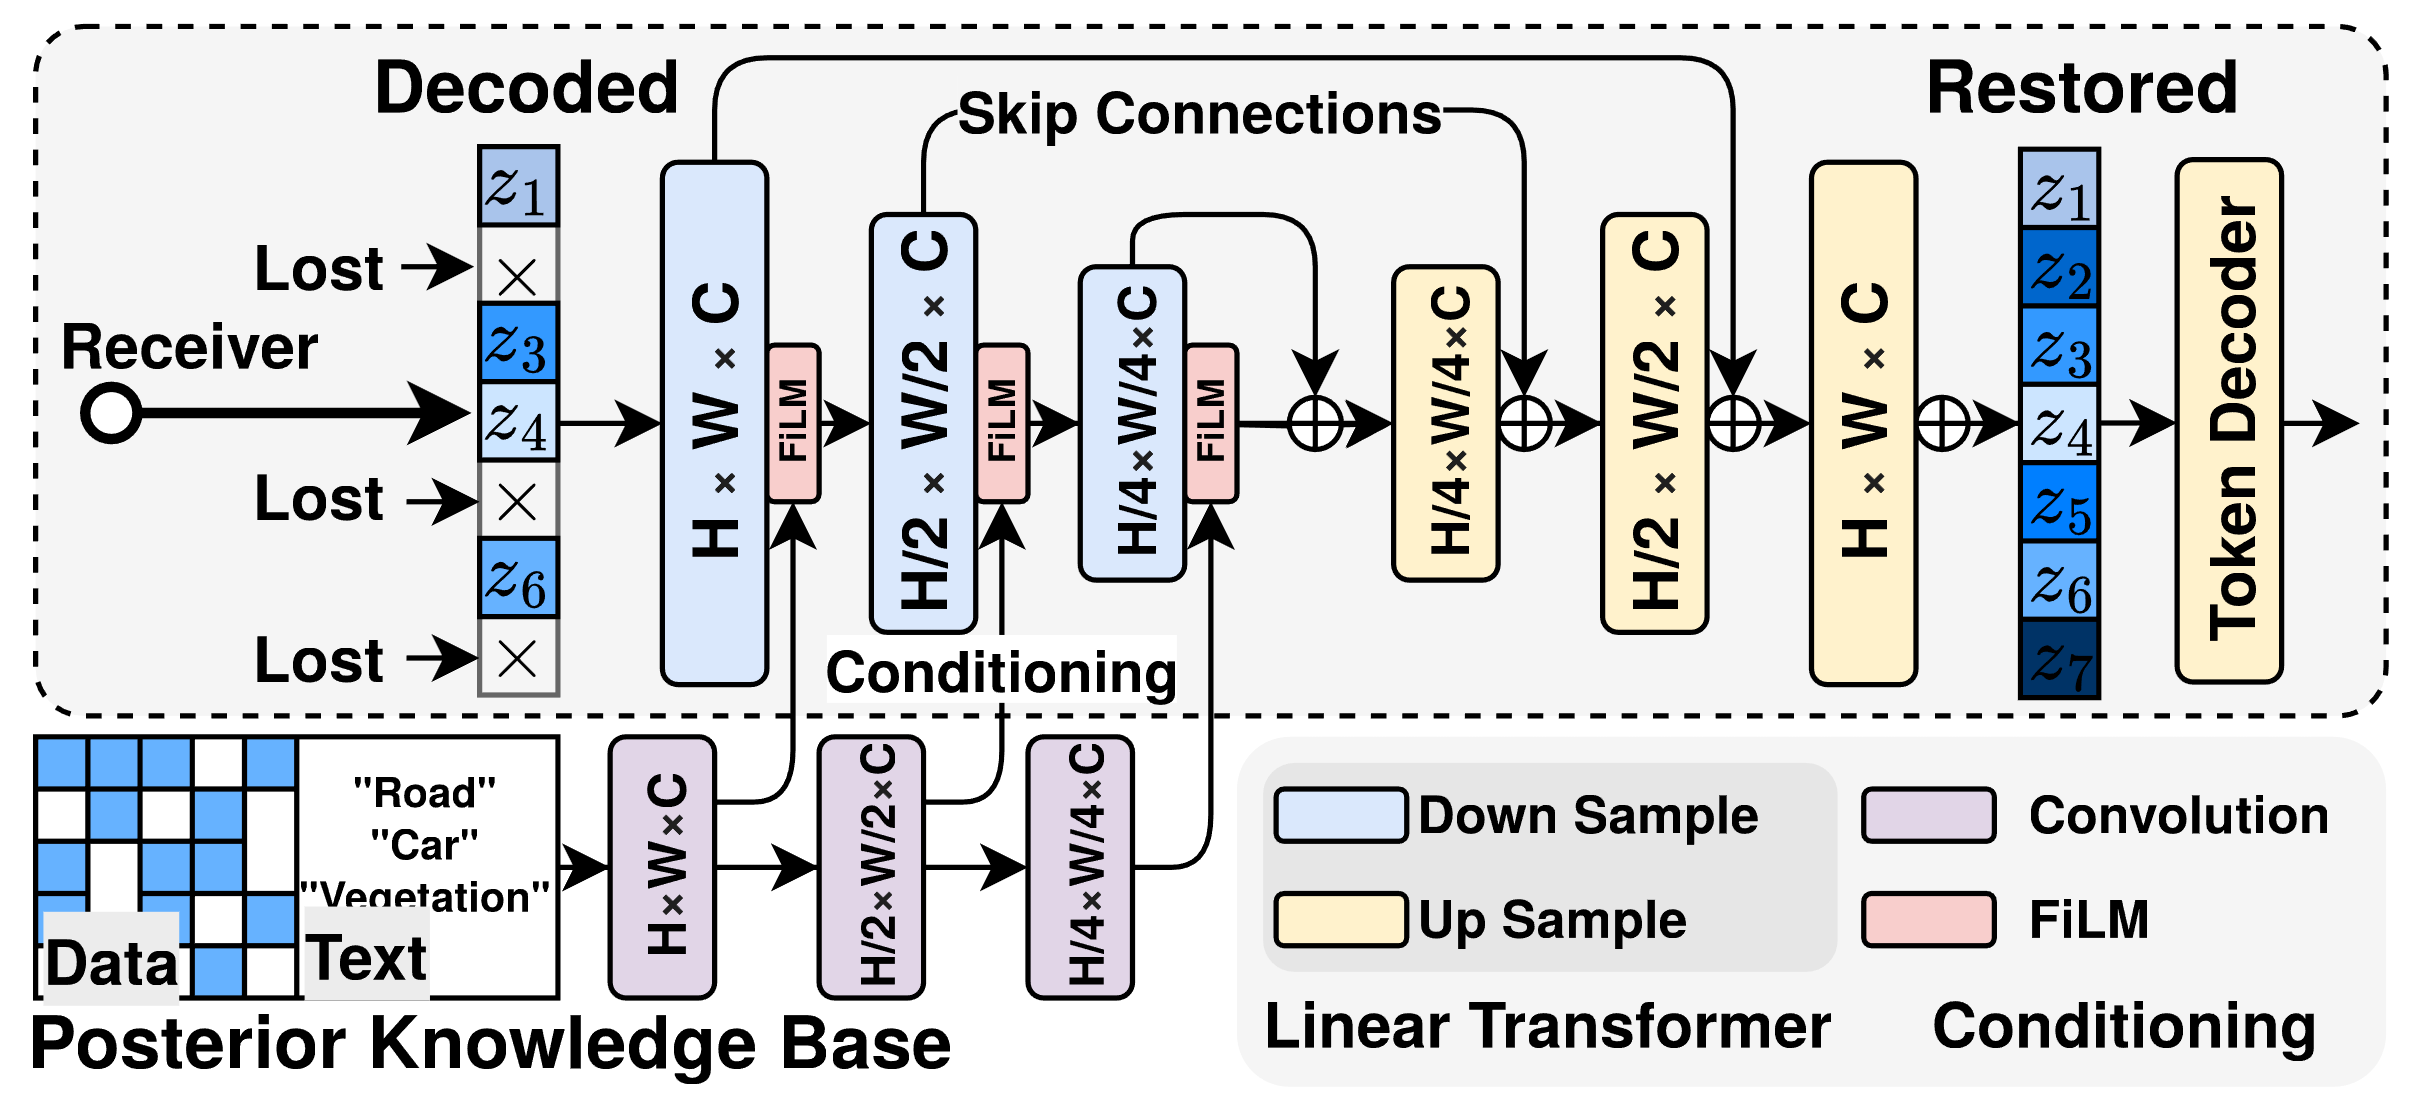 Decoded
Skip Connections
Restored
z1
×
z3
z4
×
z6
×
Lost
Receiver
Lost
Lost
H × W × C
FiLM
H/2 × W/2 × C
FiLM
H/4×W/4×C
FiLM
H/4×W/4×C
H/2 × W/2 × C
H × W × C
z1
z2
z3
z4
z5
z6
z7
Token Decoder
Conditioning
"Road"
"Car"
"Vegetation"
Data
Text
H×W×C
H/2×W/2×C
H/4×W/4×C
Posterior Knowledge Base
Down Sample
Convolution
Up Sample
FiLM
Linear Transformer
Conditioning